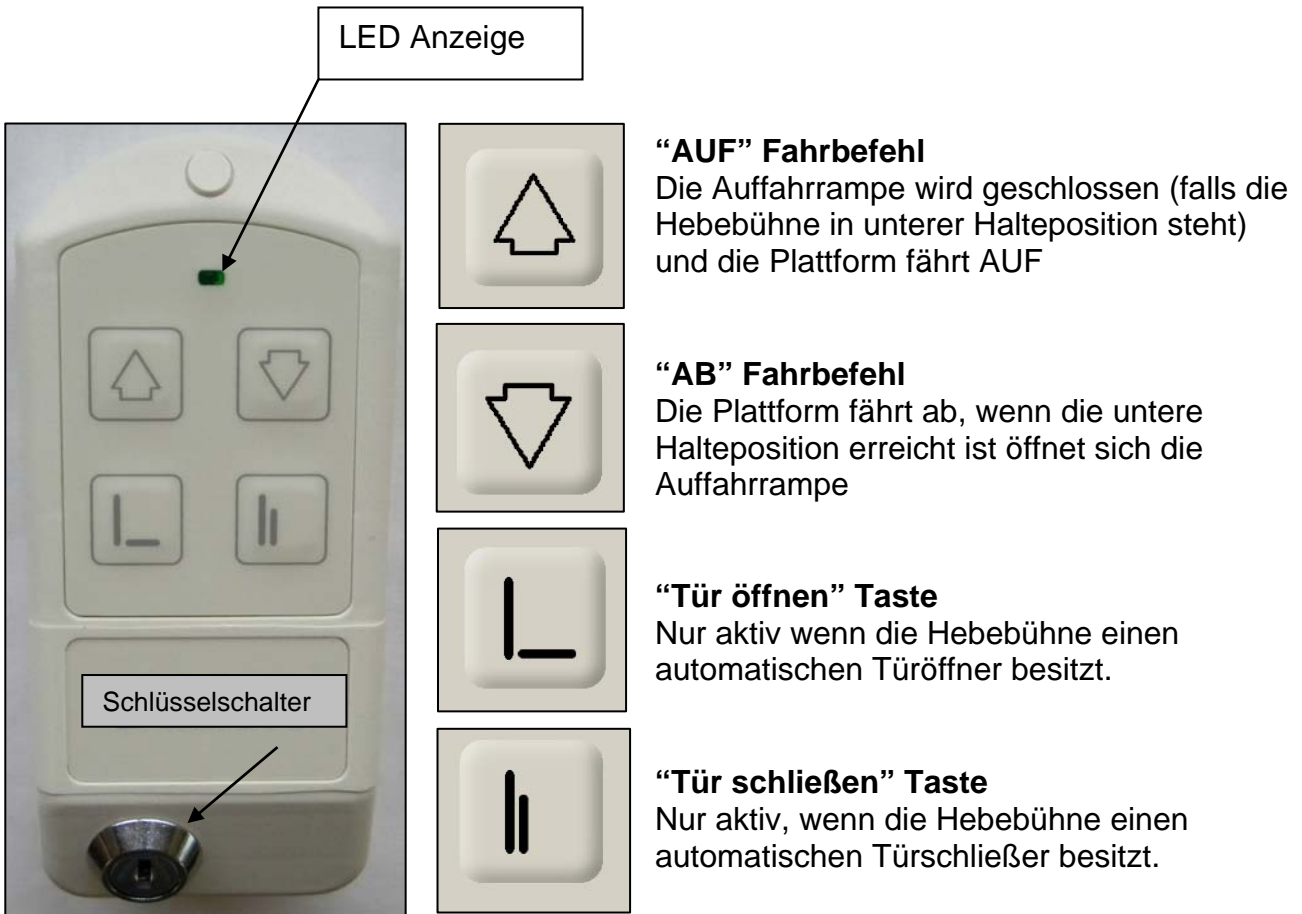 LED Anzeige
“AUF” Fahrbefehl
Die Auffahrrampe wird geschlossen (falls die
Hebebühne in unterer Halteposition steht)
und die Plattform fährt AUF
“AB” Fahrbefehl
Die Plattform fährt ab, wenn die untere
Halteposition erreicht ist öffnet sich die
Auffahrrampe
“Tür öffnen” Taste
Nur aktiv wenn die Hebebühne einen
automatischen Türöffner besitzt.
Schlüsselschalter
“Tür schließen” Taste
Nur aktiv, wenn die Hebebühne einen
automatischen Türschließer besitzt.